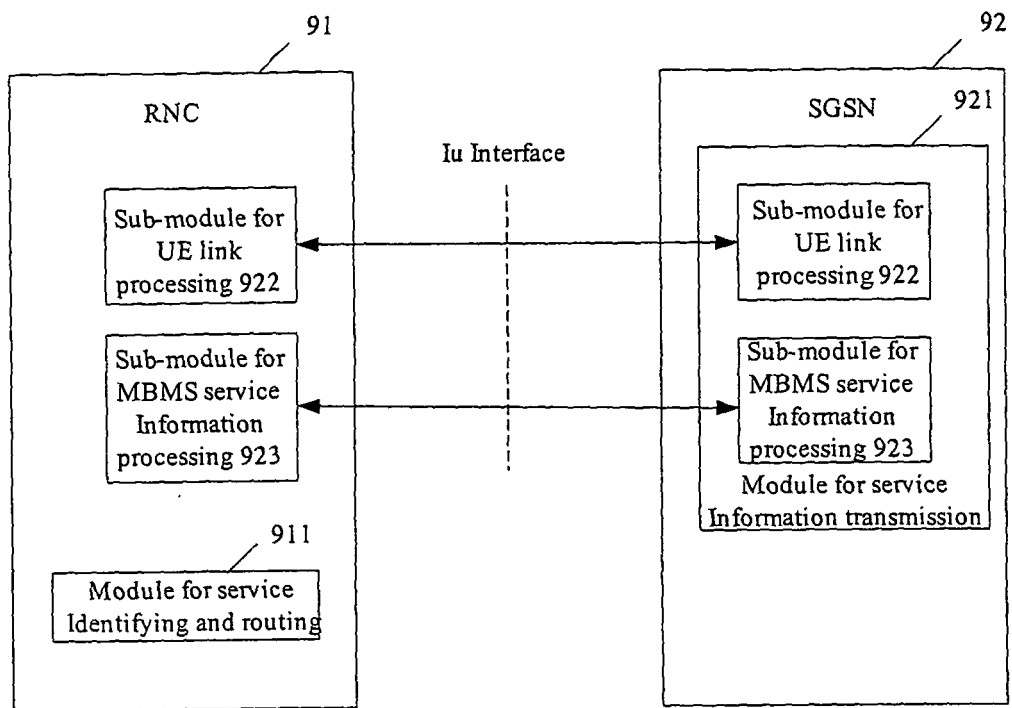 91
92
RNC
SGSN
921
Iu Interface
Sub-module for
UE link
processing 922
Sub-module for
UE link
processing 922
Sub-module for
MBMS service
Information
processing 923
Sub-module for
MBMS service
Information
processing 923
Module for service
Information transmission
911
Module for service
Identifying and routing